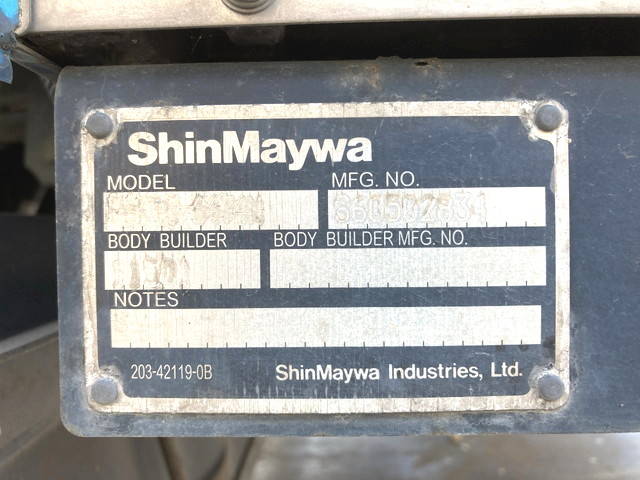 ShinMaywa
MODEL MFG. NO.
BODY BUILDER BODY BUILDER MFG. NO.
NOTES
203-42119-0B ShinMaywa Industries, Ltd.